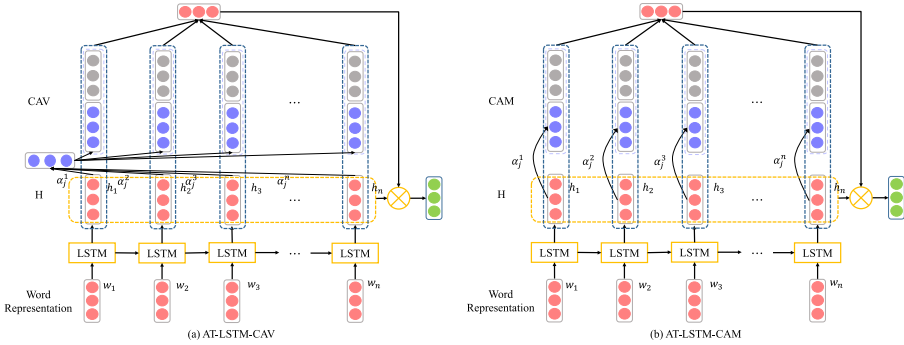 CAV
...
α_j^1
h_1
α_j^2
h_2
α_j^3
h_3
α_j^n
h_n
H
...
LSTM
LSTM
LSTM
...
LSTM
Word
Representation
w_1
w_2
w_3
w_n
...
(a) AT-LSTM-CAV
CAM
...
α_j^1
α_j^2
α_j^3
α_j^n
H
h_1
h_2
h_3
h_n
...
LSTM
LSTM
LSTM
...
LSTM
Word
Representation
w_1
w_2
w_3
w_n
...
(b) AT-LSTM-CAM